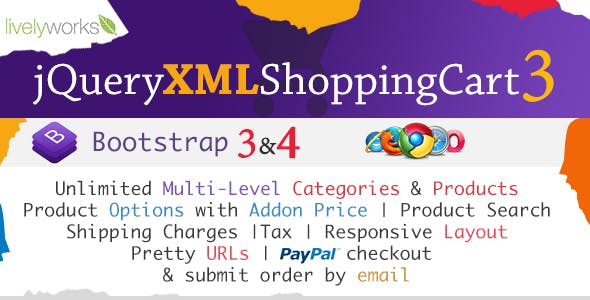 livelyworks
jQueryXMLShoppingCart3
B Bootstrap 3&4
Unlimited Multi-Level Categories & Products
Product Options with Addon Price | Product Search
Shipping Charges |Tax | Responsive Layout
Pretty URLs | PayPal™ checkout
& submit order by email